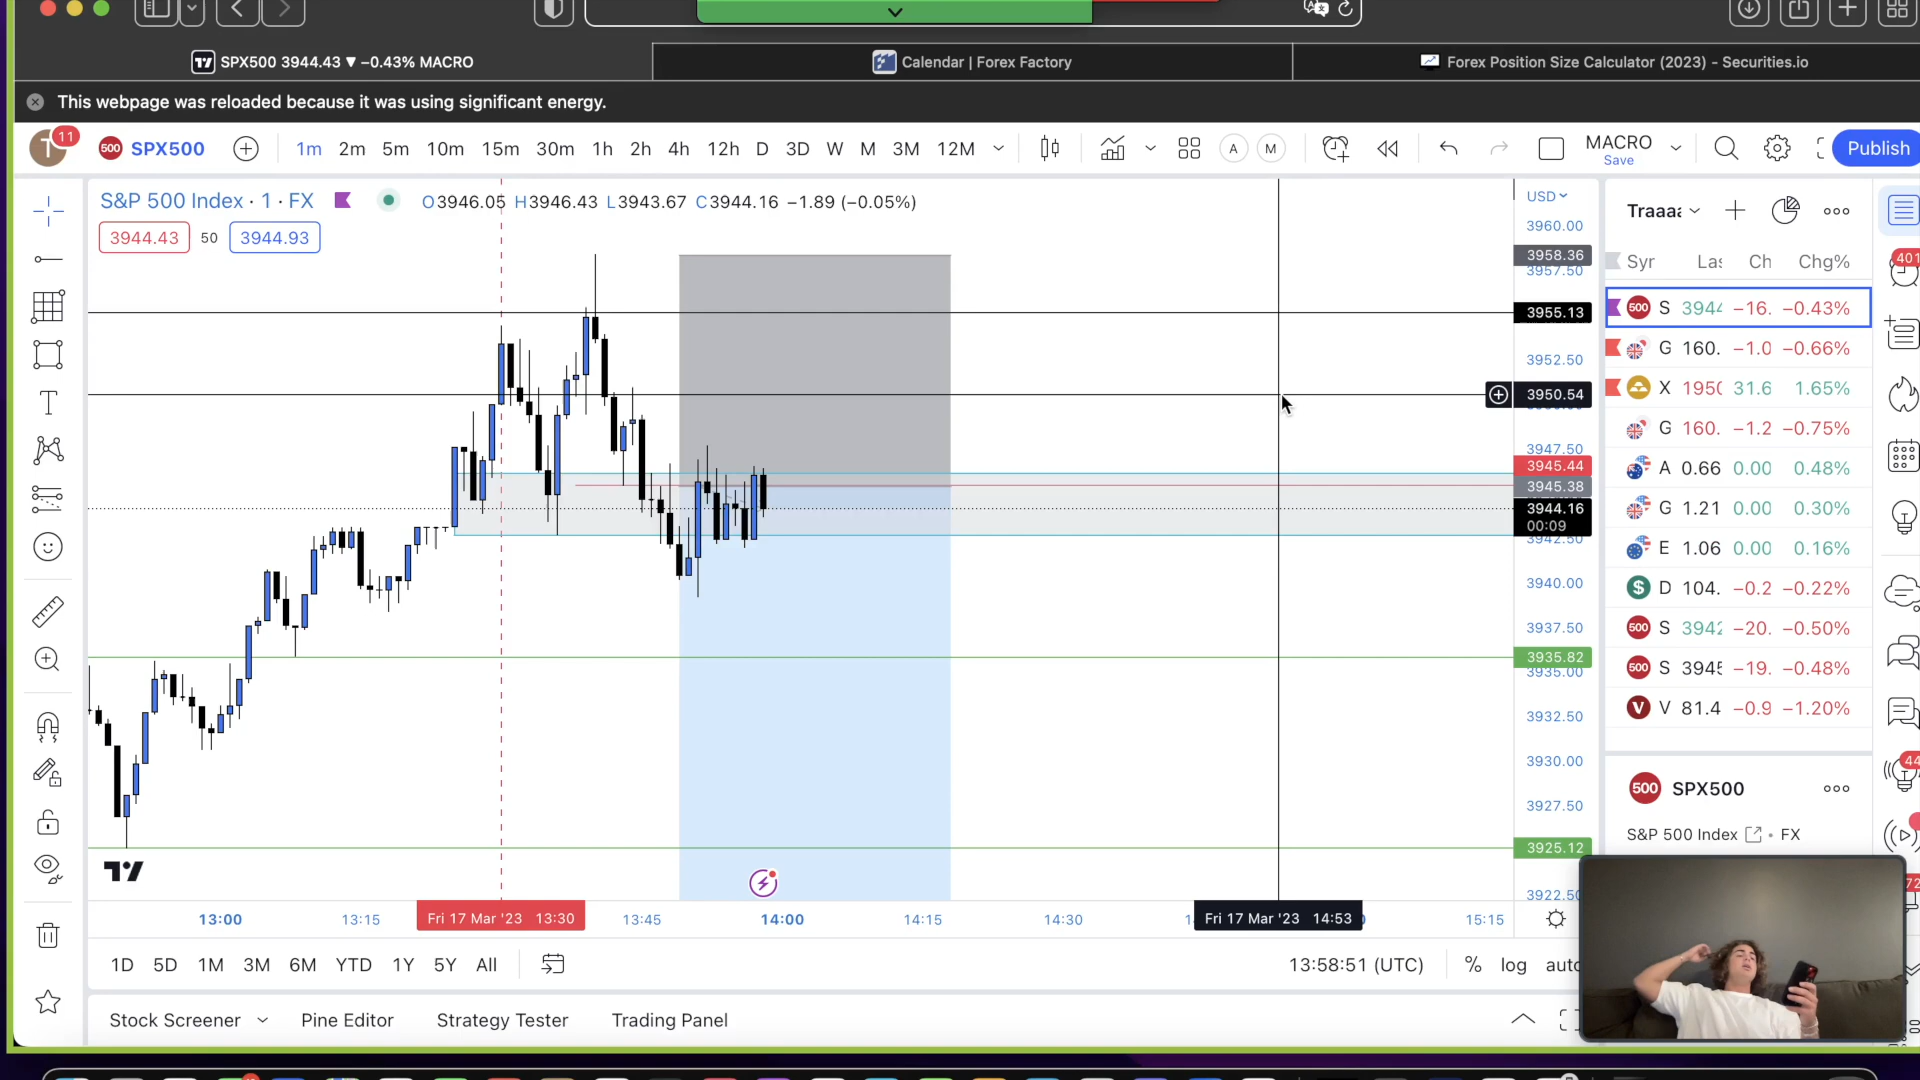 SPX500 3944.43 ▼ −0.43% MACRO
Calendar | Forex Factory
Forex Position Size Calculator (2023) - Securities.io
This webpage was reloaded because it was using significant energy.
T 11
500 SPX500
1m 2m 5m 10m 15m 30m 1h 2h 4h 12h D 3D W M 3M 12M
A M
MACRO
Save
Publish
S&P 500 Index · 1 · FX
O3946.05 H3946.43 L3943.67 C3944.16 −1.89 (−0.05%)
3944.43 50 3944.93
USD
3960.00
3958.36
3957.50
3955.13
3952.50
3950.54
3947.50
3945.44
3945.38
3944.16
00:09
3942.50
3940.00
3937.50
3935.82
3935.00
3932.50
3930.00
3927.50
3925.12
3922.50
13:00 13:15 Fri 17 Mar '23 13:30 13:45 14:00 14:15 14:30 Fri 17 Mar '23 14:53 15:15
1D 5D 1M 3M 6M YTD 1Y 5Y All
13:58:51 (UTC) % log auto
Stock Screener Pine Editor Strategy Tester Trading Panel
Traaa
Syr Las Ch Chg%
500 S 3944 −16. −0.43%
G 160. −1.0 −0.66%
X 1950 31.6 1.65%
G 160. −1.2 −0.75%
A 0.66 0.00 0.48%
G 1.21 0.00 0.30%
E 1.06 0.00 0.16%
$ D 104. −0.2 −0.22%
500 S 3942 −20. −0.50%
500 S 3945 −19. −0.48%
V V 81.4 −0.9 −1.20%
500 SPX500
S&P 500 Index • FX
401
44
72